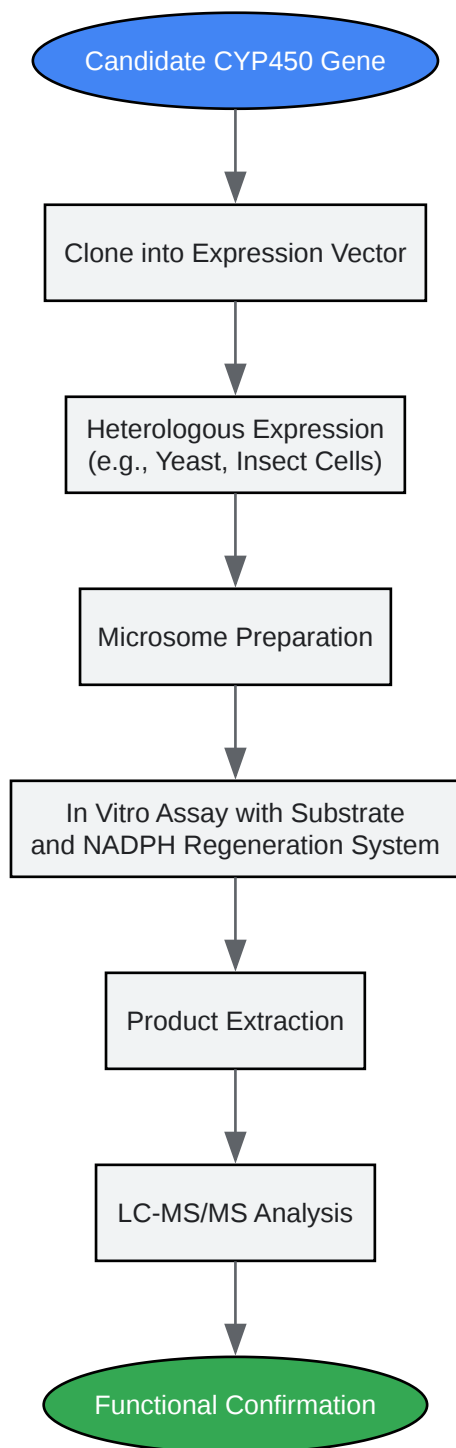 Candidate CYP450 Gene
Clone into Expression Vector
Heterologous Expression
(e.g., Yeast, Insect Cells)
Microsome Preparation
In Vitro Assay with Substrate
and NADPH Regeneration System
Product Extraction
LC-MS/MS Analysis
Functional Confirmation